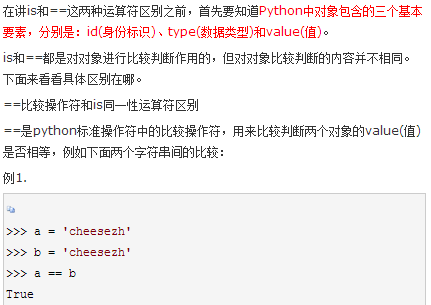 在讲is和==这两种运算符区别之前，首先要知道Python中对象包含的三个基本
要素，分别是：id(身份标识)、type(数据类型)和value(值)。
is和==都是对对象进行比较判断作用的，但对对象比较判断的内容并不相同。
下面来看看具体区别在哪。
==比较操作符和is同一性运算符区别
==是python标准操作符中的比较操作符，用来比较判断两个对象的value(值)
是否相等，例如下面两个字符串间的比较：
例1.
>>> a = 'cheesezh'
>>> b = 'cheesezh'
>>> a == b
True